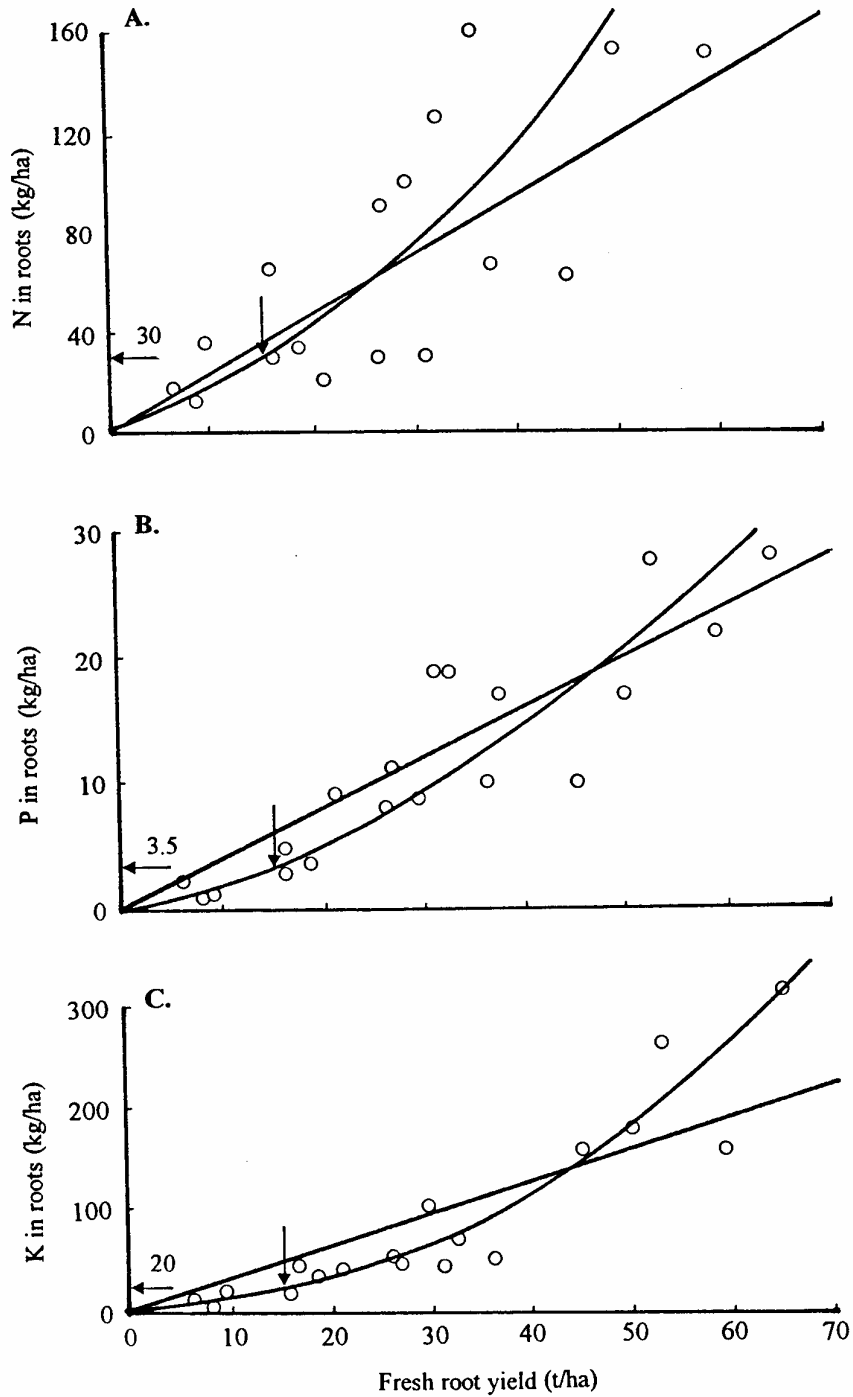 A.
160
120
80
40
0
30
N in roots (kg/ha)
B.
30
20
10
0
3.5
P in roots (kg/ha)
C.
300
200
100
0
20
K in roots (kg/ha)
0 10 20 30 40 50 60 70
Fresh root yield (t/ha)